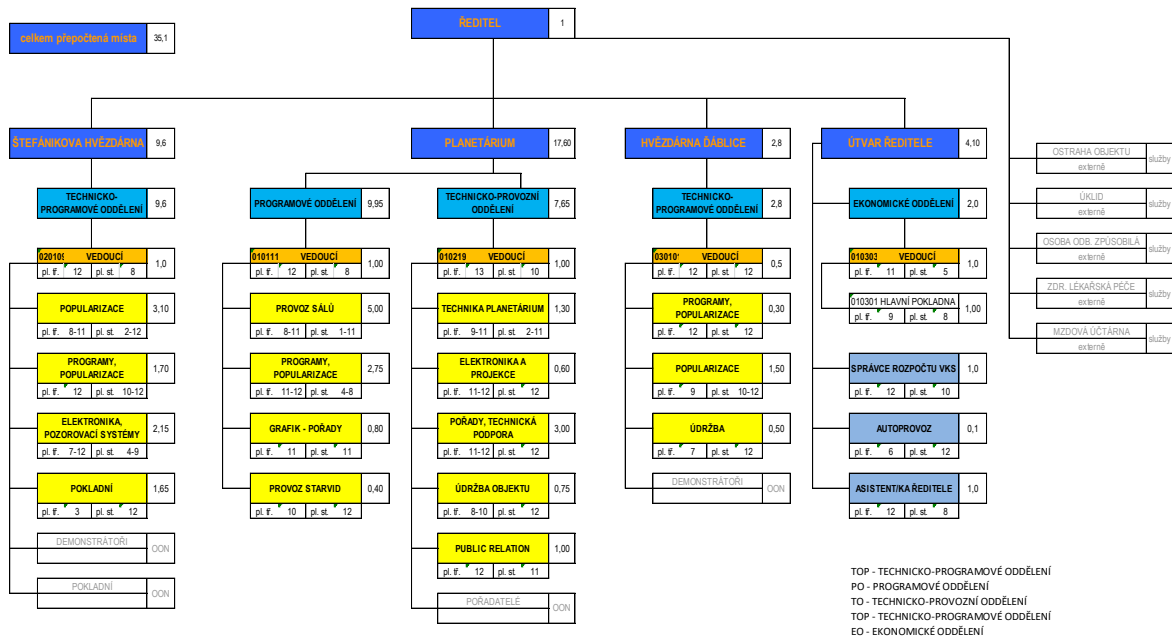 ŘEDITEL 1
celkem přepočtená místa 35,1
ŠTEFÁNIKOVA HVĚZDÁRNA 9,6
PLANETÁRIUM 17,60
HVĚZDÁRNA ĎÁBLICE 2,8
ÚTVAR ŘEDITELE 4,10
OSTRAHA OBJEKTU
externě
služby
ÚKLID
externě
služby
OSOBA ODB. ZPŮSOBILÁ
externě
služby
ZDR. LÉKAŘSKÁ PÉČE
externě
služby
MZDOVÁ ÚČTÁRNA
externě
služby
TECHNICKO-
PROGRAMOVÉ ODDĚLENÍ
9,6
020109 VEDOUCÍ
pl. tř. 12 pl. st. 8
1,0
POPULARIZACE 3,10
pl. tř. 8-11 pl. st. 2-12
PROGRAMY,
POPULARIZACE
1,70
pl. tř. 12 pl. st. 10-12
ELEKTRONIKA,
POZOROVACÍ SYSTÉMY
2,15
pl. tř. 7-12 pl. st. 4-9
POKLADNÍ 1,65
pl. tř. 3 pl. st. 12
DEMONSTRÁTOŘI
OON
POKLADNÍ
OON
PROGRAMOVÉ ODDĚLENÍ 9,95
010111 VEDOUCÍ
pl. tř. 12 pl. st. 8
1,00
PROVOZ SÁLŮ 5,00
pl. tř. 8-11 pl. st. 1-11
PROGRAMY,
POPULARIZACE
2,75
pl. tř. 11-12 pl. st. 4-8
GRAFIK - POŘADY 0,80
pl. tř. 11 pl. st. 11
PROVOZ STARVID 0,40
pl. tř. 10 pl. st. 12
TECHNICKO-PROVOZNÍ
ODDĚLENÍ
7,65
010219 VEDOUCÍ
pl. tř. 13 pl. st. 10
1,00
TECHNIKA PLANETÁRIUM 1,30
pl. tř. 9-11 pl. st. 2-11
ELEKTRONIKA A
PROJEKCE
0,60
pl. tř. 11-12 pl. st. 12
POŘADY, TECHNICKÁ
PODPORA
3,00
pl. tř. 11-12 pl. st. 12
ÚDRŽBA OBJEKTU 0,75
pl. tř. 8-10 pl. st. 12
PUBLIC RELATION 1,00
pl. tř. 12 pl. st. 11
POŘADATELÉ
OON
TECHNICKO-
PROGRAMOVÉ ODDĚLENÍ
2,8
03010 VEDOUCÍ
pl. tř. 12 pl. st. 12
0,5
PROGRAMY,
POPULARIZACE
0,30
pl. tř. 12 pl. st. 12
POPULARIZACE 1,50
pl. tř. 9 pl. st. 10-12
ÚDRŽBA 0,50
pl. tř. 7 pl. st. 12
DEMONSTRÁTOŘI
OON
EKONOMICKÉ ODDĚLENÍ 2,0
010303 VEDOUCÍ
pl. tř. 11 pl. st. 5
1,0
010301 HLAVNÍ POKLADNA
pl. tř. 9 pl. st. 8
1,00
SPRÁVCE ROZPOČTU VKS 1,0
pl. tř. 12 pl. st. 10
AUTOPROVOZ 0,1
pl. tř. 6 pl. st. 12
ASISTENT/KA ŘEDITELE 1,0
pl. tř. 12 pl. st. 8
TOP - TECHNICKO-PROGRAMOVÉ ODDĚLENÍ
PO - PROGRAMOVÉ ODDĚLENÍ
TO - TECHNICKO-PROVOZNÍ ODDĚLENÍ
TOP - TECHNICKO-PROGRAMOVÉ ODDĚLENÍ
EO - EKONOMICKÉ ODDĚLENÍ